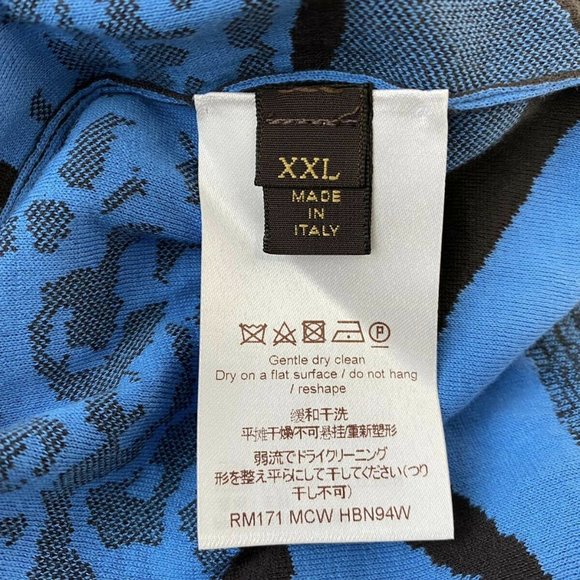 XXL
MADE
IN
ITALY
P
Gentle dry clean
Dry on a flat surface / do not hang
/ reshape
缓和干洗
平摊干燥不可悬挂/重新塑形
弱流でドライクリーニング
形を整え平らにして干してください(つり
干し不可)
RM171 MCW HBN94W